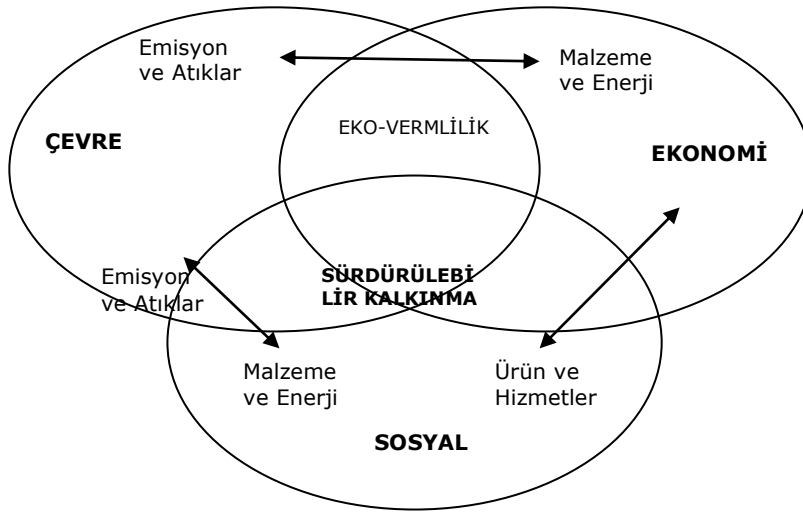 Emisyon
ve Atıklar
Malzeme
ve Enerji
EKO-VERMLİLİK
ÇEVRE
EKONOMİ
Emisyon
ve Atıklar
SÜRDÜRÜLEBİ
LİR KALKINMA
Malzeme
ve Enerji
Ürün ve
Hizmetler
SOSYAL